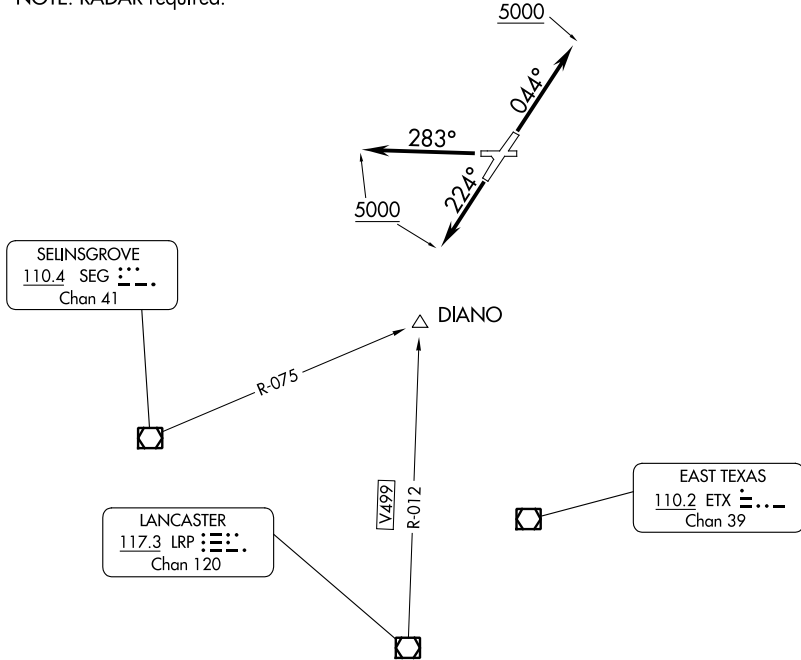 NOTE: RADAR required.
5000
044°
283°
224°
5000
SELINSGROVE
110.4 SEG
Chan 41
DIANO
R-075
V499
R-012
EAST TEXAS
110.2 ETX
Chan 39
LANCASTER
117.3 LRP
Chan 120